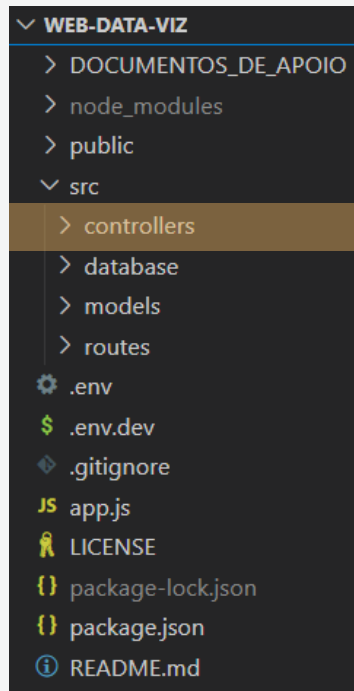 WEB-DATA-VIZ
DOCUMENTOS_DE_APOIO
node_modules
public
src
controllers
database
models
routes
.env
$ .env.dev
.gitignore
JS app.js
LICENSE
{} package-lock.json
{} package.json
README.md